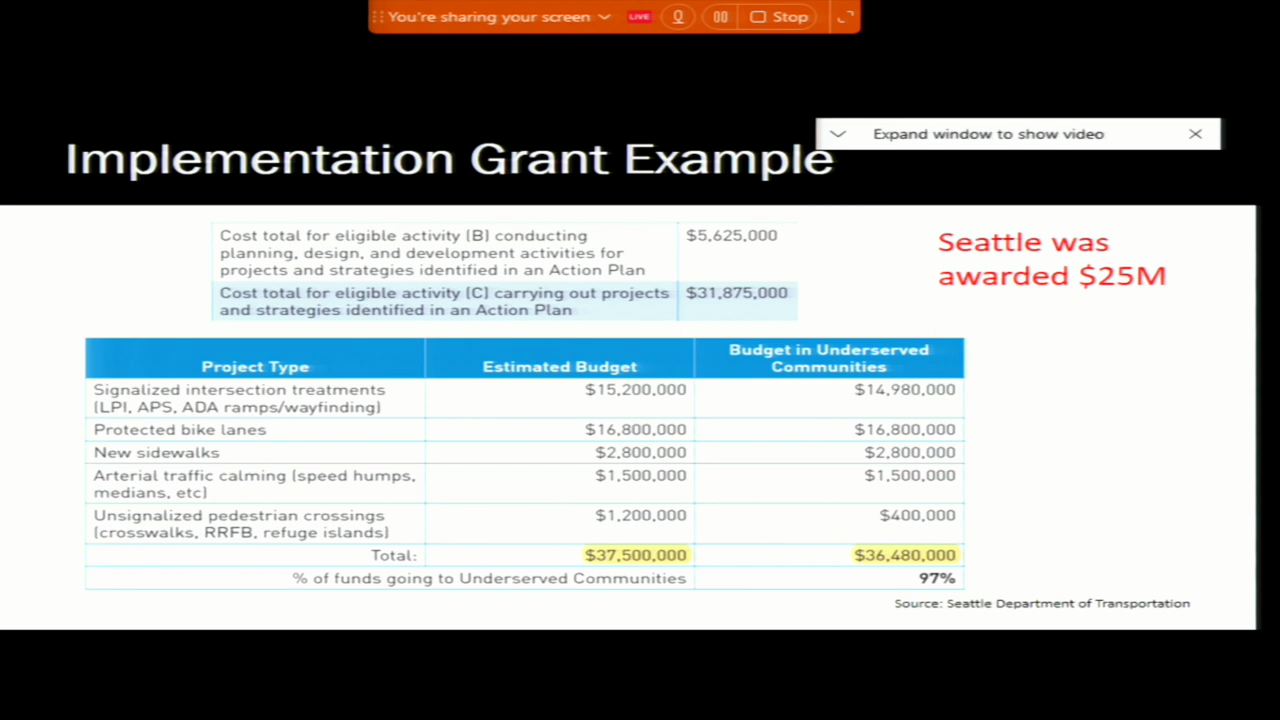 You're sharing your screen
LIVE
Stop
Expand window to show video
Implementation Grant Example
Cost total for eligible activity (B) conducting
planning, design, and development activities for
projects and strategies identified in an Action Plan
$5,625,000
Cost total for eligible activity (C) carrying out projects
and strategies identified in an Action Plan
$31,875,000
Seattle was
awarded $25M
Project Type
Estimated Budget
Budget in Underserved
Communities
Signalized intersection treatments
(LPI, APS, ADA ramps/wayfinding)
$15,200,000
$14,980,000
Protected bike lanes
$16,800,000
$16,800,000
New sidewalks
$2,800,000
$2,800,000
Arterial traffic calming (speed humps,
medians, etc)
$1,500,000
$1,500,000
Unsignalized pedestrian crossings
(crosswalks, RRFB, refuge islands)
$1,200,000
$400,000
Total:
$37,500,000
$36,480,000
% of funds going to Underserved Communities
97%
Source: Seattle Department of Transportation